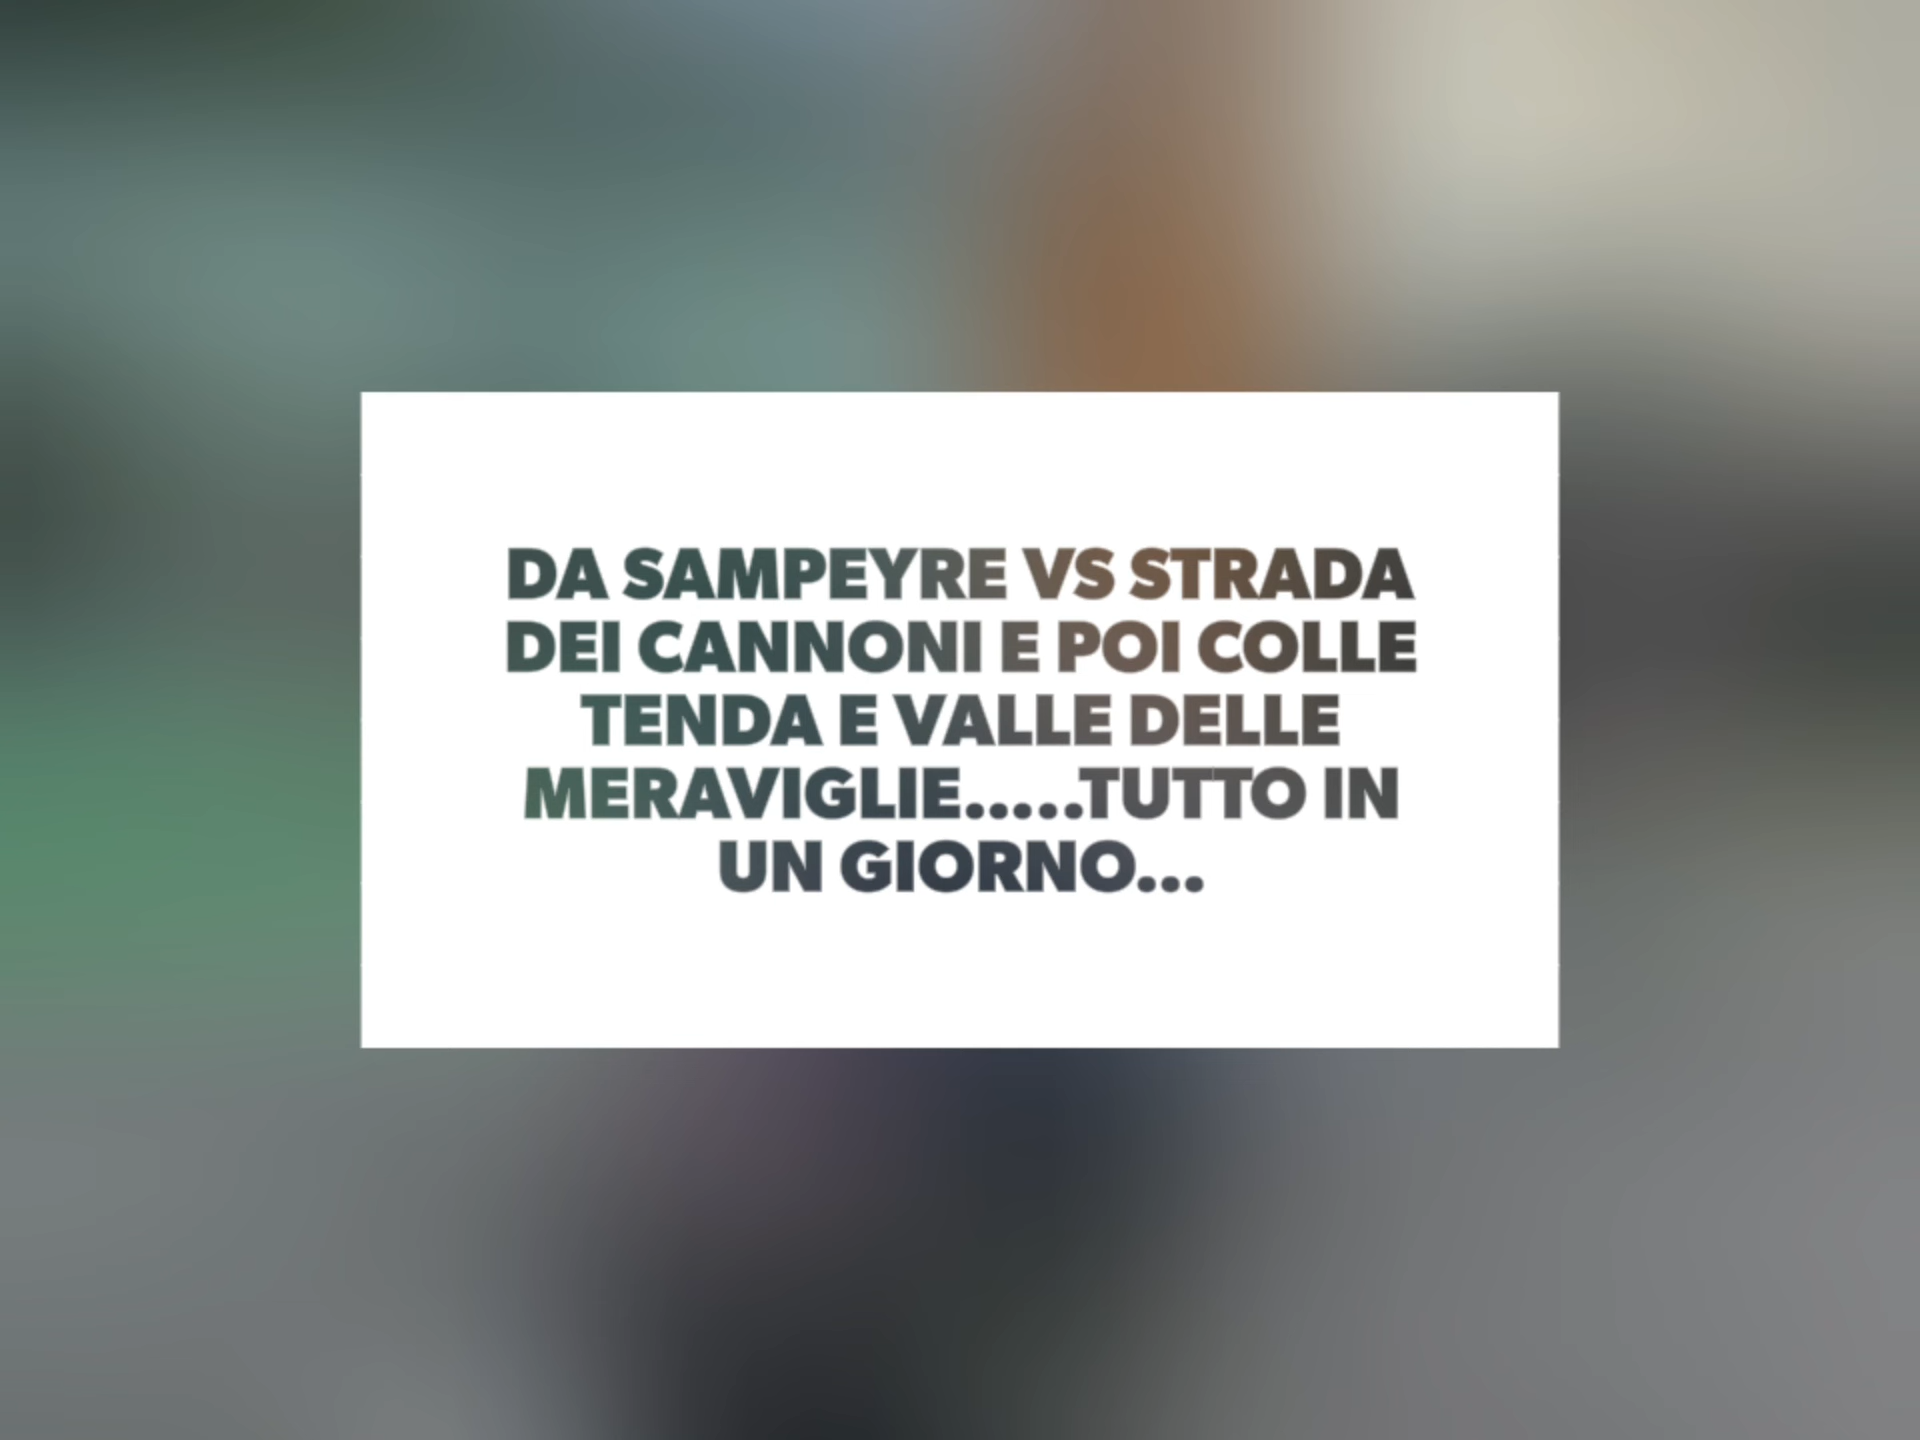 DA SAMPEYRE VS STRADA
DEI CANNONI E POI COLLE
TENDA E VALLE DELLE
MERAVIGLIE.....TUTTO IN
UN GIORNO...